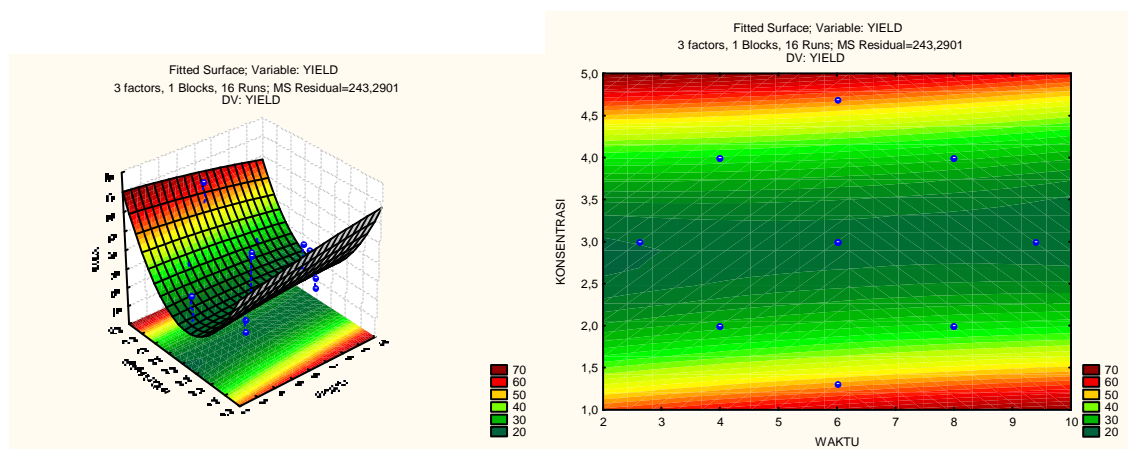 Fitted Surface; Variable: YIELD
3 factors, 1 Blocks, 16 Runs; MS Residual=243,2901
DV: YIELD
70
60
50
40
30
20
Fitted Surface; Variable: YIELD
3 factors, 1 Blocks, 16 Runs; MS Residual=243,2901
DV: YIELD
5,0
4,5
4,0
3,5
3,0
2,5
2,0
1,5
1,0
2 3 4 5 6 7 8 9 10
WAKTU
KONSENTRASI
70
60
50
40
30
20